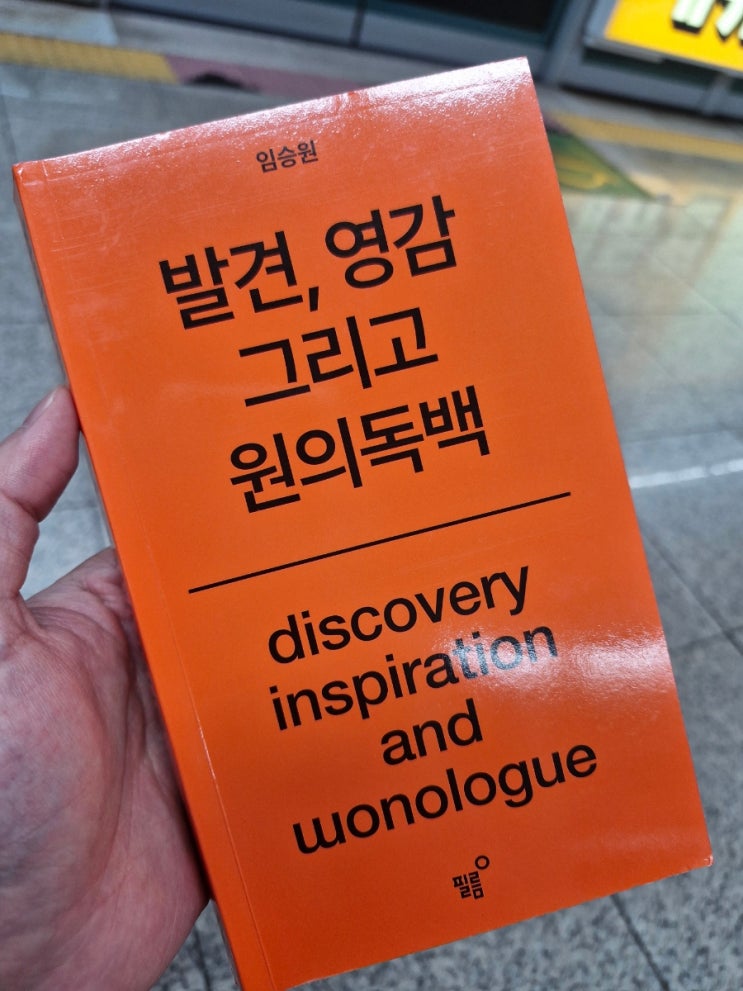 임승원
발견, 영감
그리고
원의독백
discovery
inspiration
and
wonologue
필름